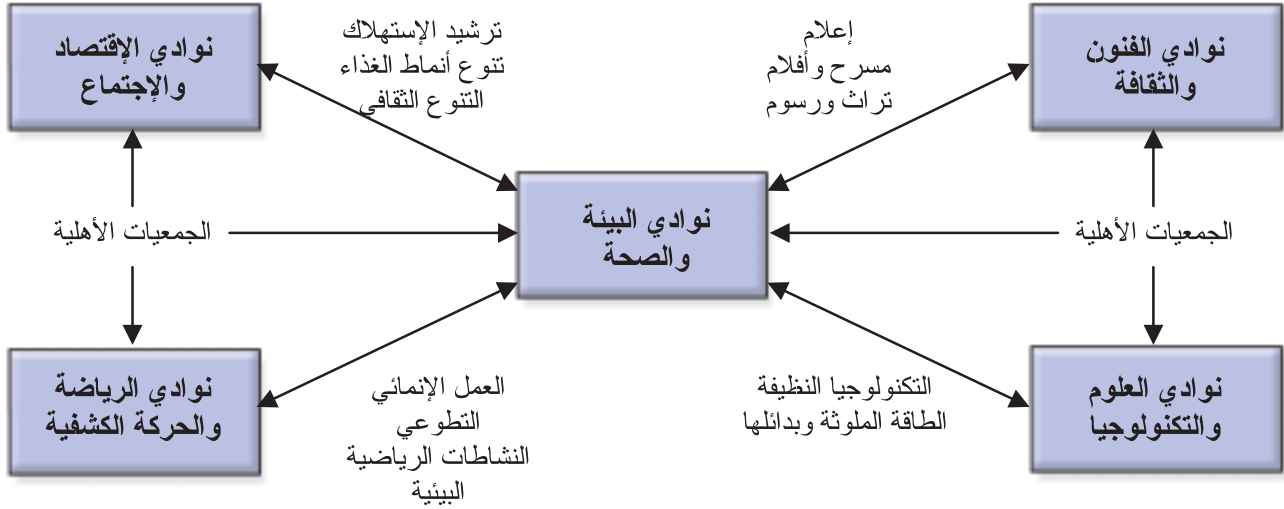 نوادي الفنون
والثقافة
إعلام
مسرح وأفلام
تراث ورسوم
ترشيد الإستهلاك
تنوع أنماط الغذاء
التنوع الثقافي
نوادي الإقتصاد
والإجتماع
الجمعيات الأهلية
نوادي البيئة
والصحة
الجمعيات الأهلية
نوادي العلوم
والتكنولوجيا
التكنولوجيا النظيفة
الطاقة الملوثة وبدائلها
العمل الإنمائي
التطوعي
النشاطات الرياضية
البيئية
نوادي الرياضة
والحركة الكشفية